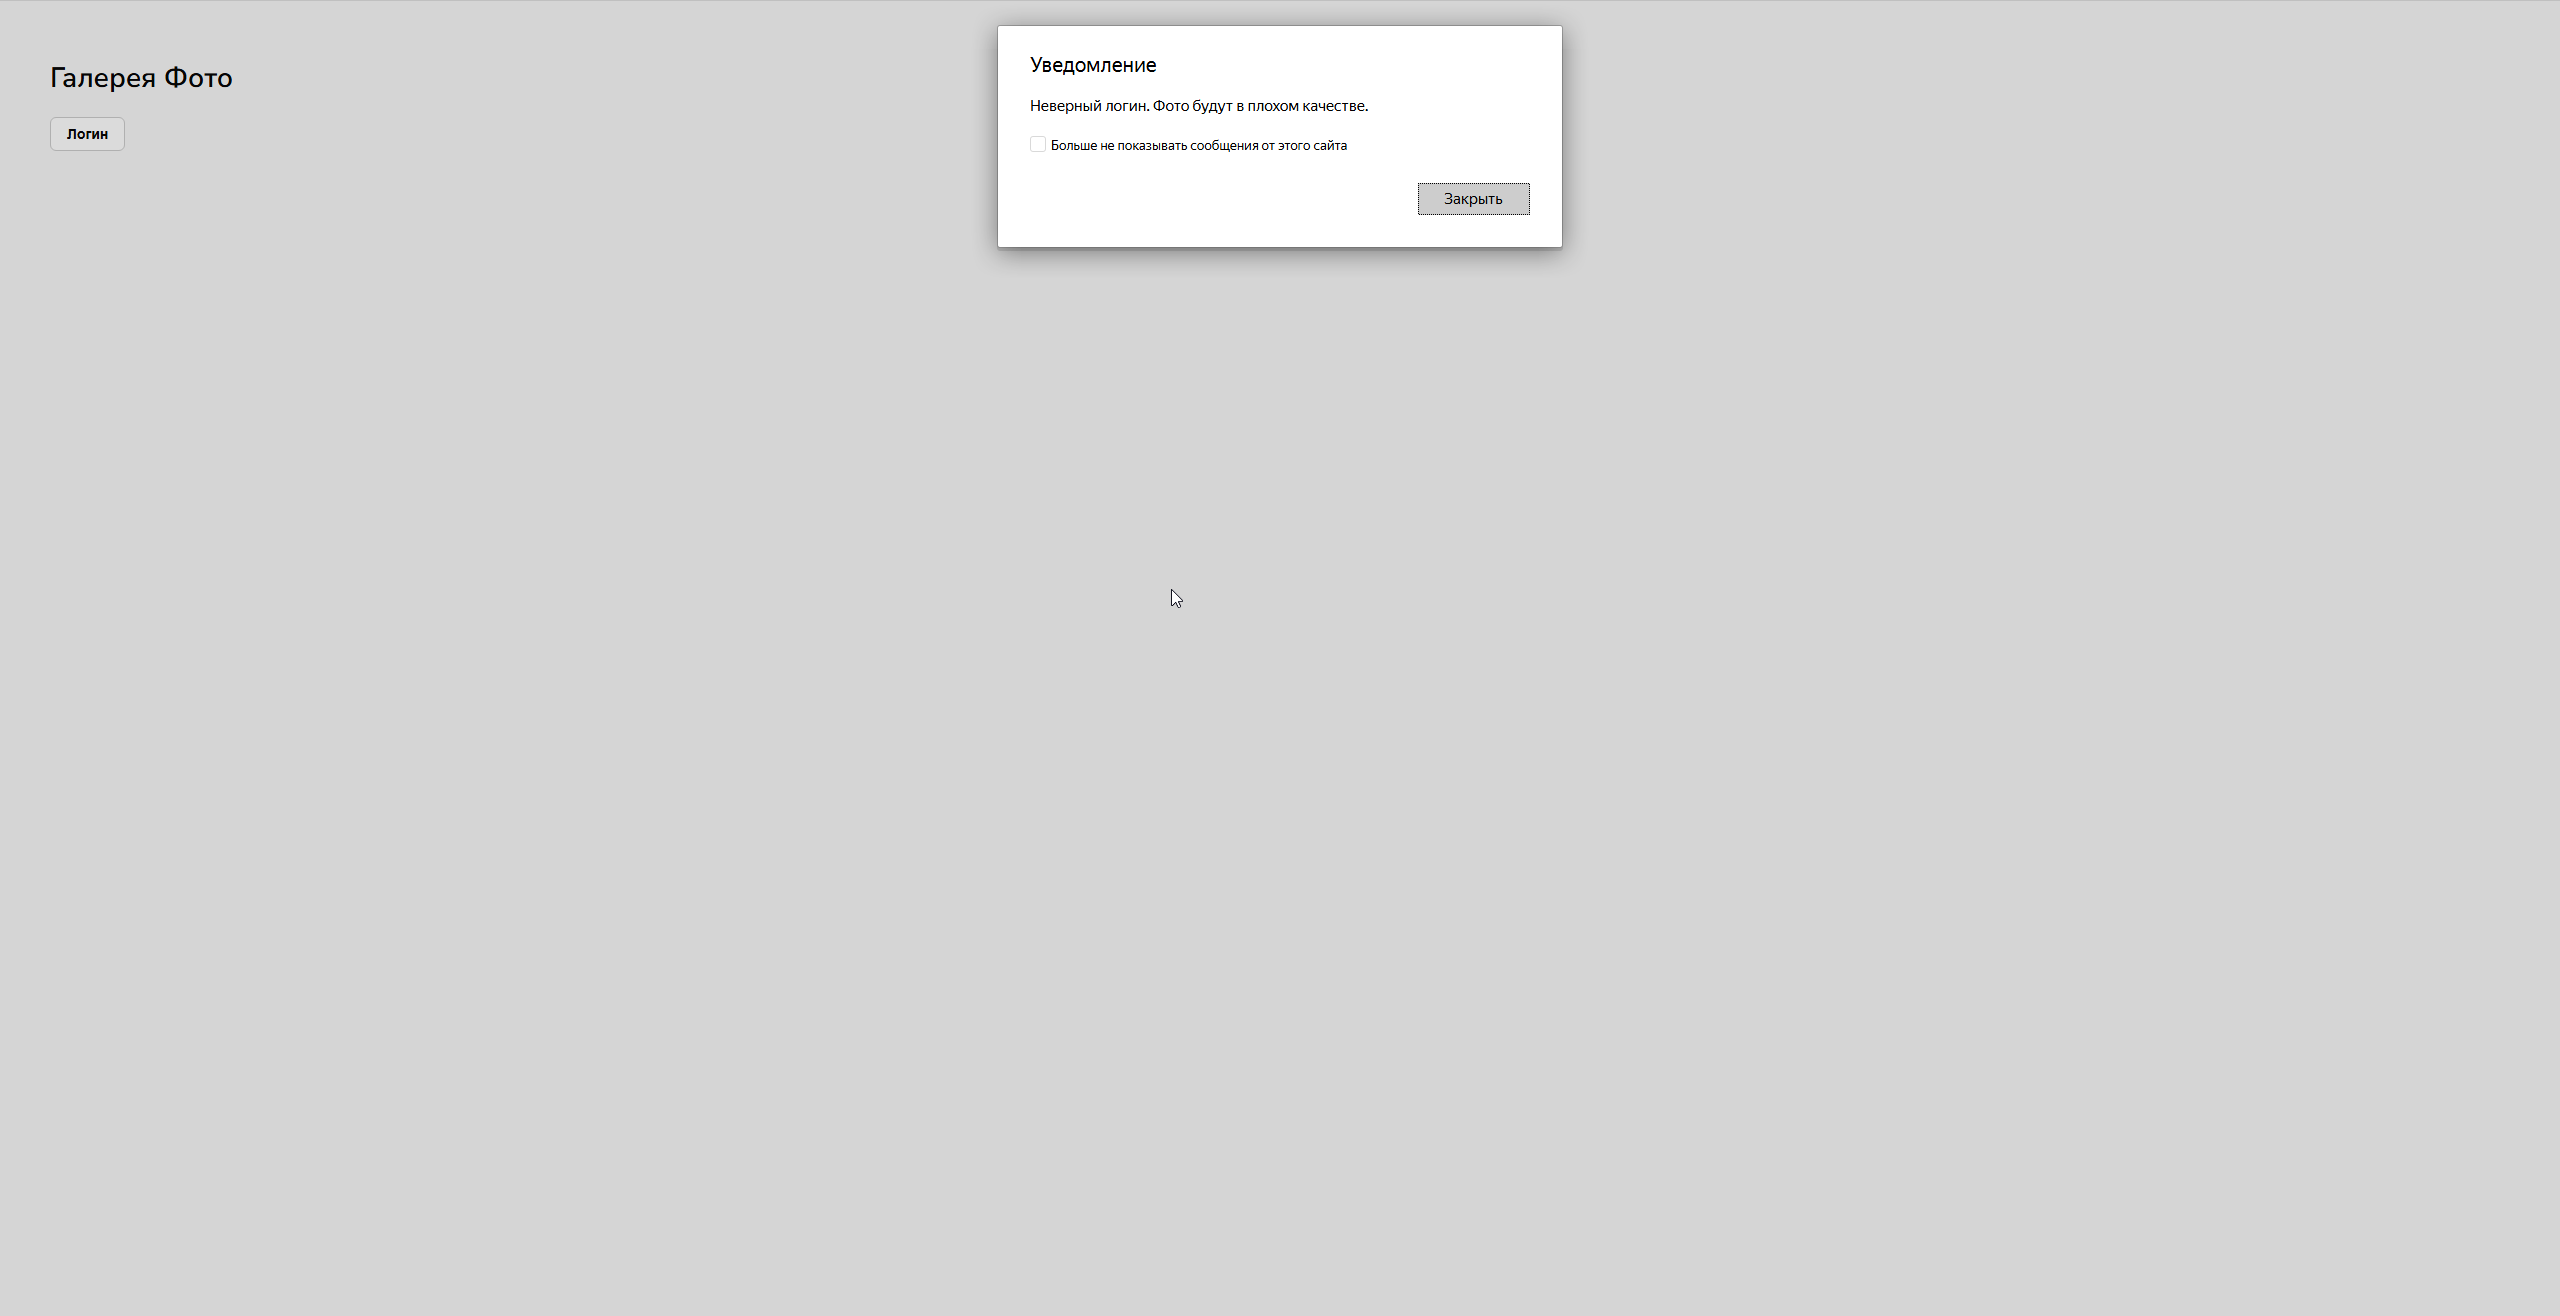 Галерея Фото
Логин
Уведомление
Неверный логин. Фото будут в плохом качестве.
Больше не показывать сообщения от этого сайта
Закрыть